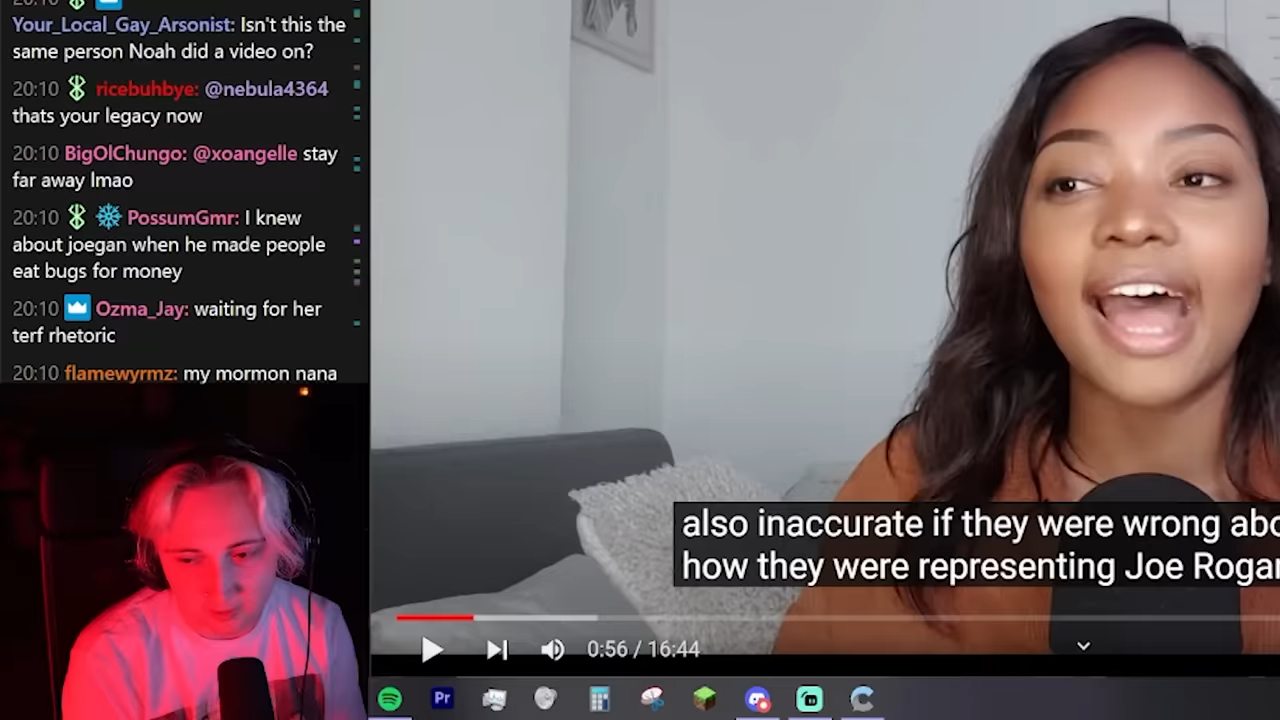 Your_Local_Gay_Arsonist: Isn't this the
same person Noah did a video on?
20:10 ricebuhbye: @nebula4364
thats your legacy now
20:10 BigOlChungo: @xoangelle stay
far away lmao
20:10 PossumGmr: I knew
about joegan when he made people
eat bugs for money
20:10 Ozma_Jay: waiting for her
terf rhetoric
20:10 flamewyrmz: my mormon nana
also inaccurate if they were wrong abo
how they were representing Joe Rogan
0:56 / 16:44
Pr